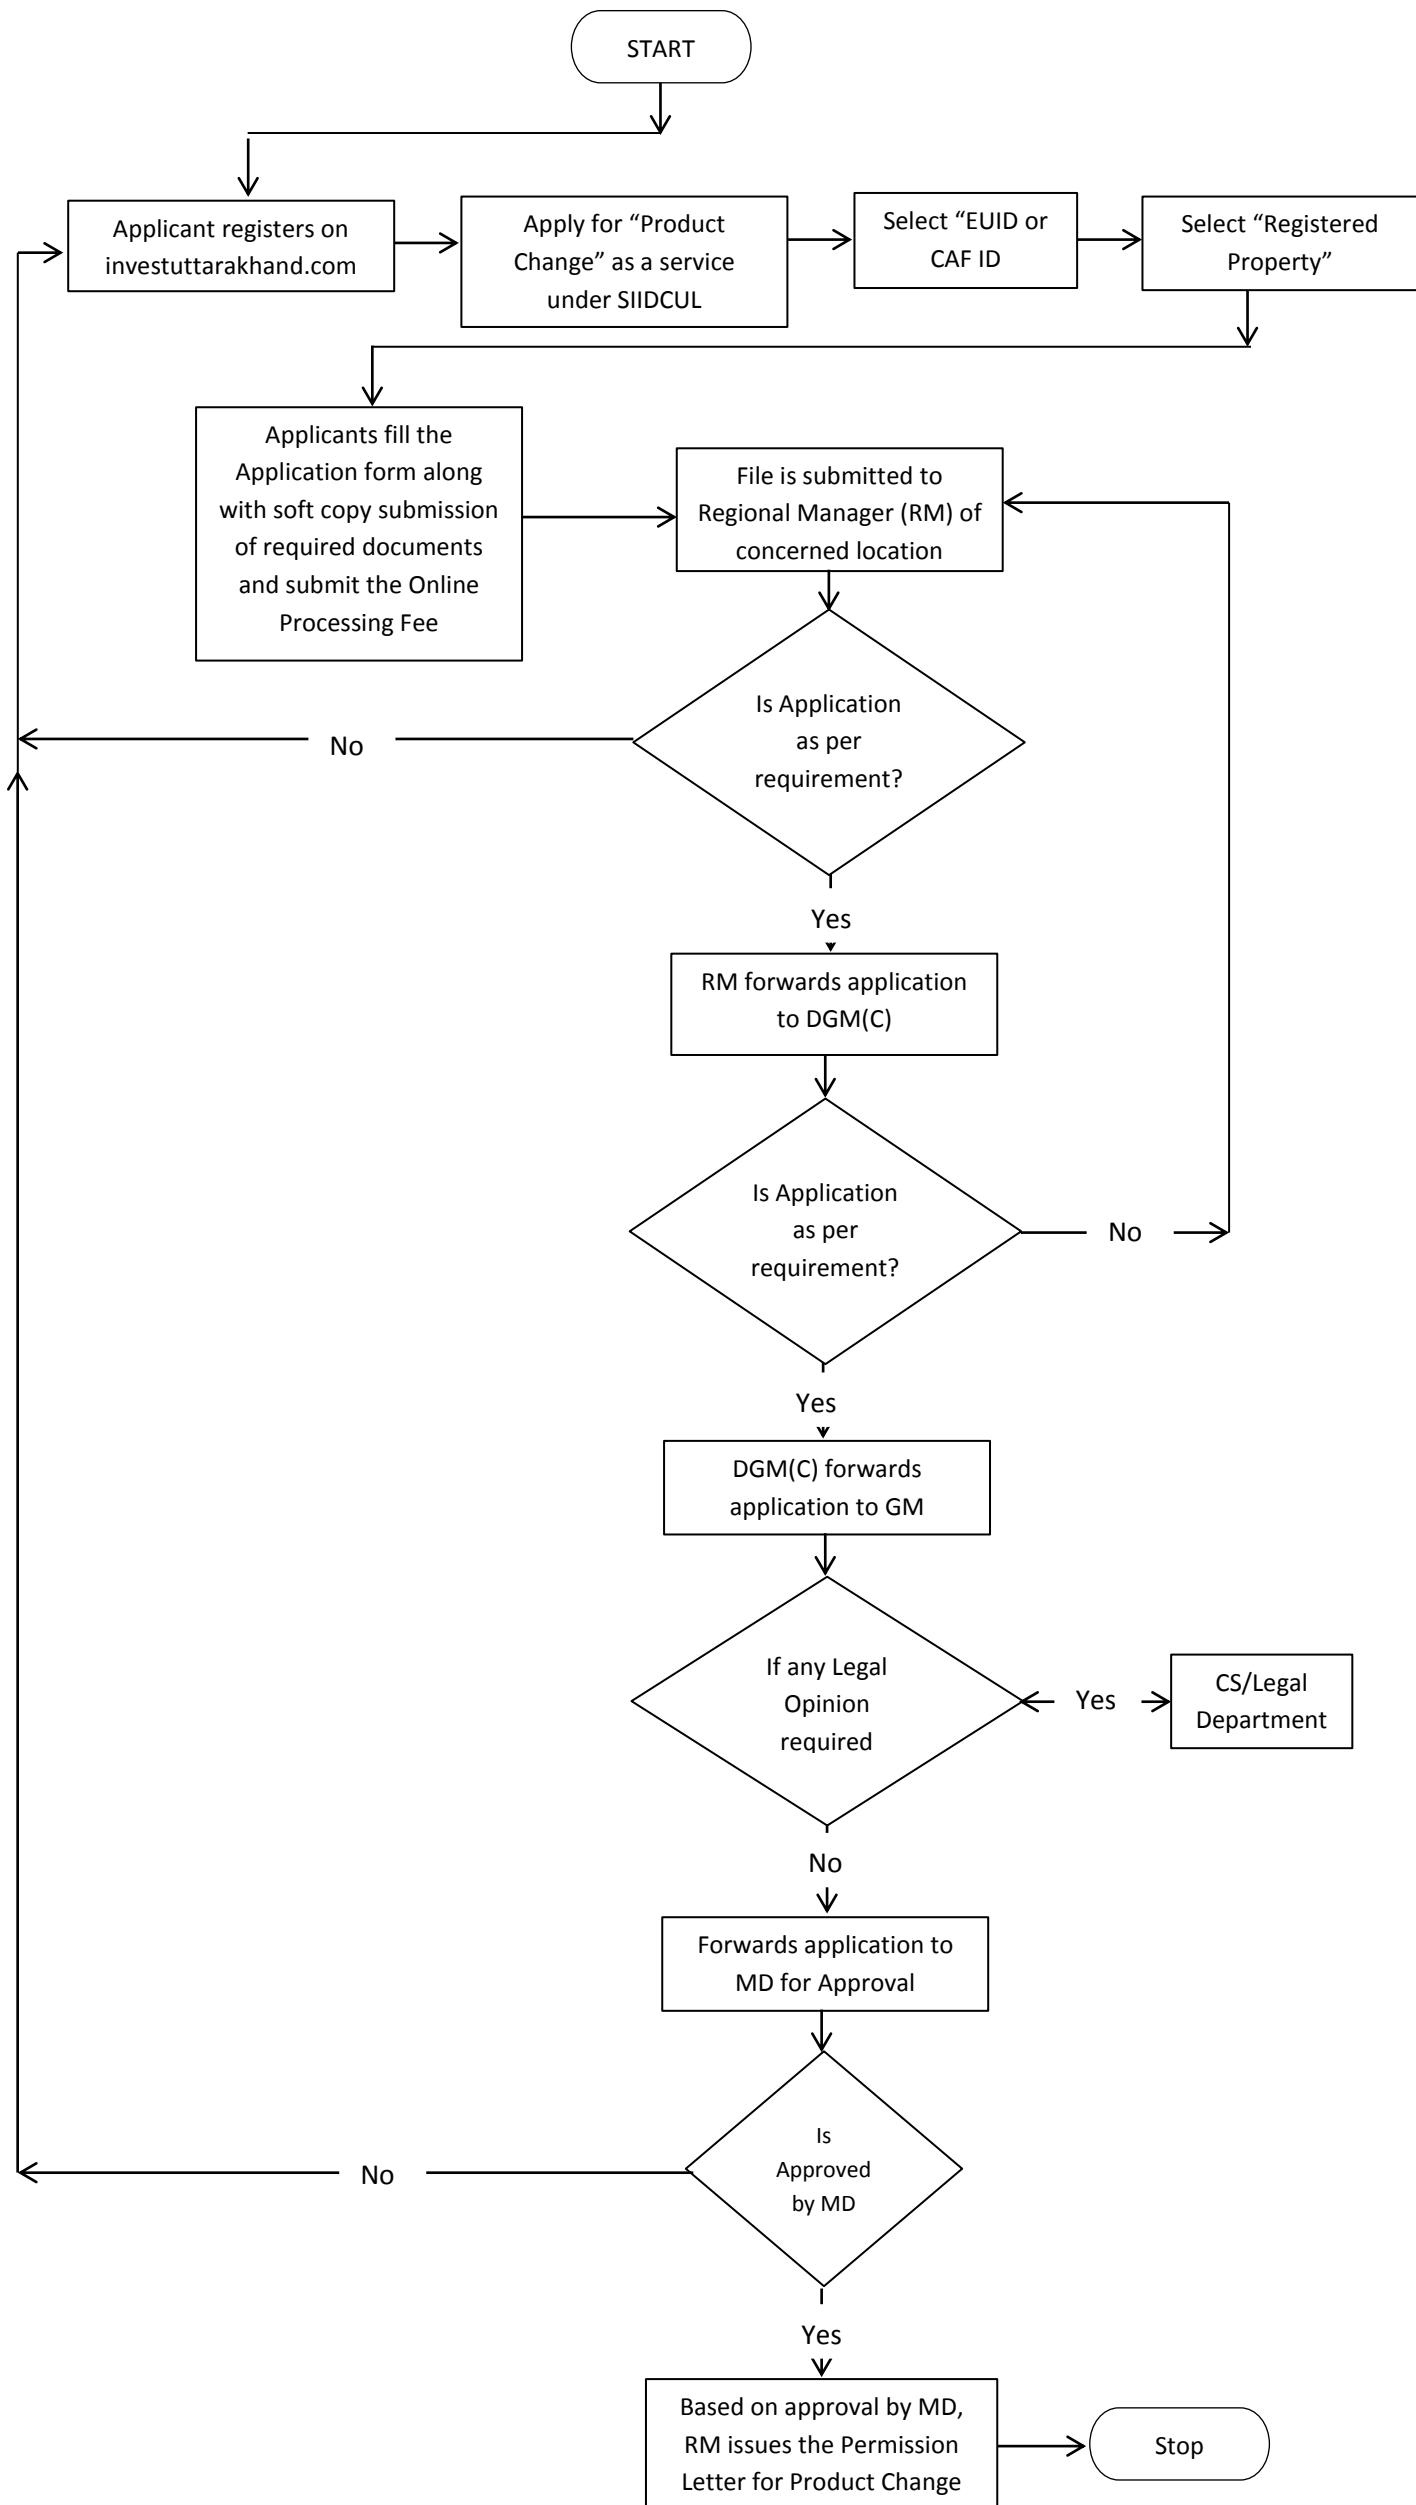 START
Applicant registers on
investuttarakhand.com
Apply for “Product
Change” as a service
under SIIDCUL
Select “EUID or
CAF ID
Select “Registered
Property”
Applicants fill the
Application form along
with soft copy submission
of required documents
and submit the Online
Processing Fee
File is submitted to
Regional Manager (RM) of
concerned location
Is Application
as per
requirement?
No
Yes
RM forwards application
to DGM(C)
Is Application
as per
requirement?
No
Yes
DGM(C) forwards
application to GM
If any Legal
Opinion
required
Yes
CS/Legal
Department
No
Forwards application to
MD for Approval
Is
Approved
by MD
No
Yes
Based on approval by MD,
RM issues the Permission
Letter for Product Change
Stop